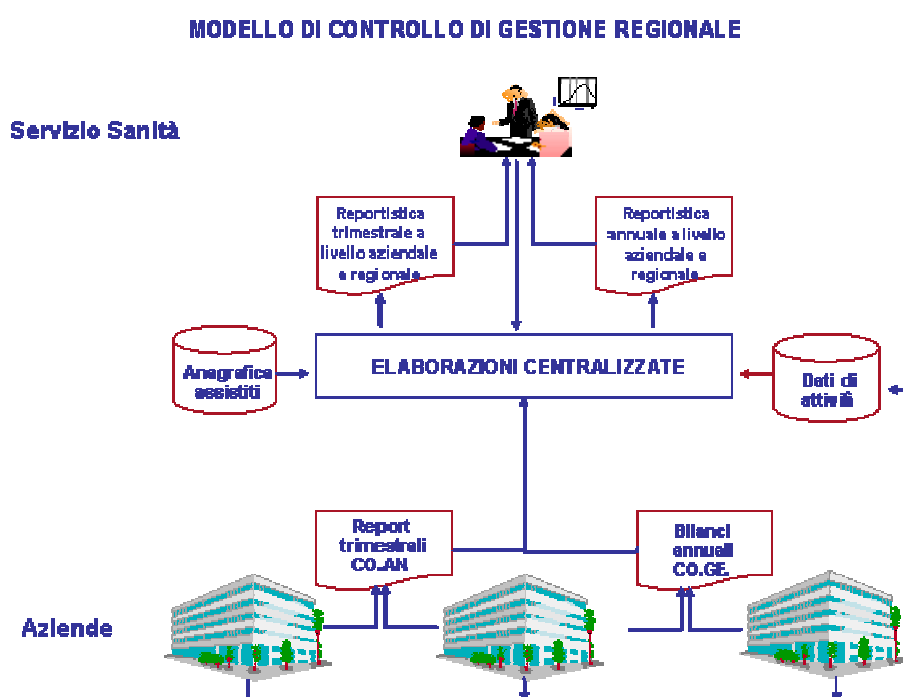 MODELLO DI CONTROLLO DI GESTIONE REGIONALE
Servizio Sanità
Reportistica
trimestrale a
livello aziendale
e regionale
Reportistica
annuale a livello
aziendale e
regionale
Anagrafica
assistiti
ELABORAZIONI CENTRALIZZATE
Dati di
attività
Report
trimestrali
CO.AN
Bilanci
annuali
CO.GE.
Aziende